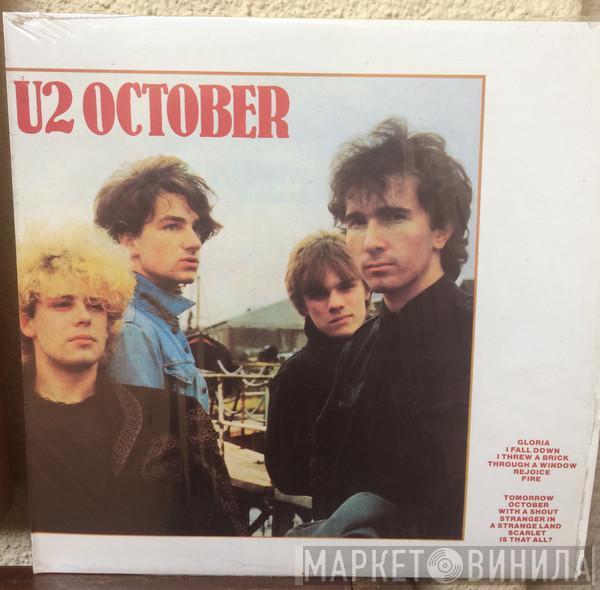 U2 OCTOBER
GLORIA
I FALL DOWN
I THREW A BRICK
THROUGH A WINDOW
REJOICE
FIRE
TOMORROW
OCTOBER
WITH A SHOUT
STRANGER IN
A STRANGE LAND
SCARLET
IS THAT ALL?
МАРКЕТ ВИНИЛА